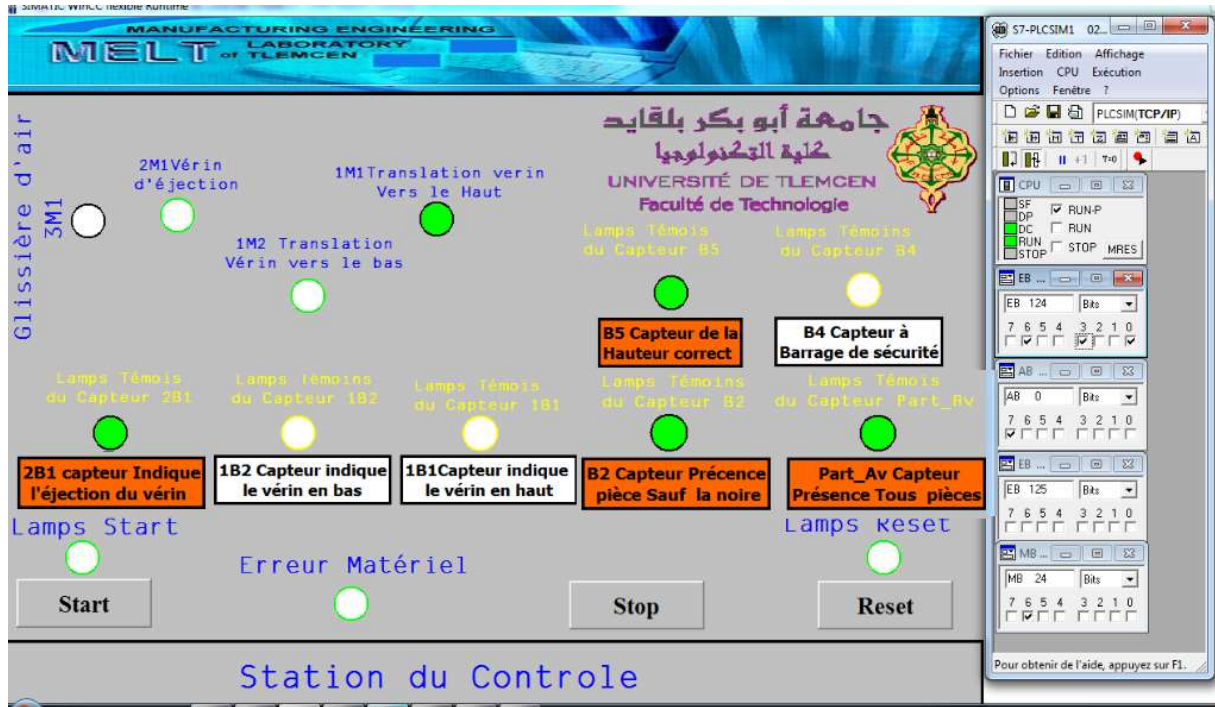 SIMATIC WinCC flexible Runtime
MANUFACTURING ENGINEERING
MELT LABORATORY
of TLEMCEN
جامعة أبو بكر بلقايد
كلية التكنولوجيا
UNIVERSITÉ DE TLEMCEN
Faculté de Technologie
Glissière d'air
3M1
2M1Vérin
d'éjection
1M1Translation verin
Vers le Haut
1M2 Translation
Vérin vers le bas
Lamps Témois
du Capteur B5
Lamps Témois
du Capteur B4
B5 Capteur de la
Hauteur correct
B4 Capteur à
Barrage de sécurité
Lamps Témois
du Capteur 2B1
Lamps Témoins
du Capteur 1B2
Lamps Témois
du Capteur 1B1
Lamps Témoins
du Capteur B2
Lamps Témois
du Capteur Part_Av
2B1 capteur Indique
l'éjection du vérin
1B2 Capteur indique
le vérin en bas
1B1Capteur indique
le vérin en haut
B2 Capteur Précence
pièce Sauf la noire
Part_Av Capteur
Présence Tous pièces
Lamps Start
Erreur Matériel
Lamps Reset
Start
Stop
Reset
Station du Controle
S7-PLCSIM1 02_
Fichier Edition Affichage
Insertion CPU Exécution
Options Fenêtre ?
PLCSIM(TCP/IP)
+1 T=0
CPU
SF
DP
DC
RUN
STOP
RUN-P
RUN
STOP
MRES
EB ...
EB 124 Bits
7 6 5 4 3 2 1 0
AB ...
AB 0 Bits
7 6 5 4 3 2 1 0
EB ...
EB 125 Bits
7 6 5 4 3 2 1 0
MB ...
MB 24 Bits
7 6 5 4 3 2 1 0
Pour obtenir de l'aide, appuyez sur F1.